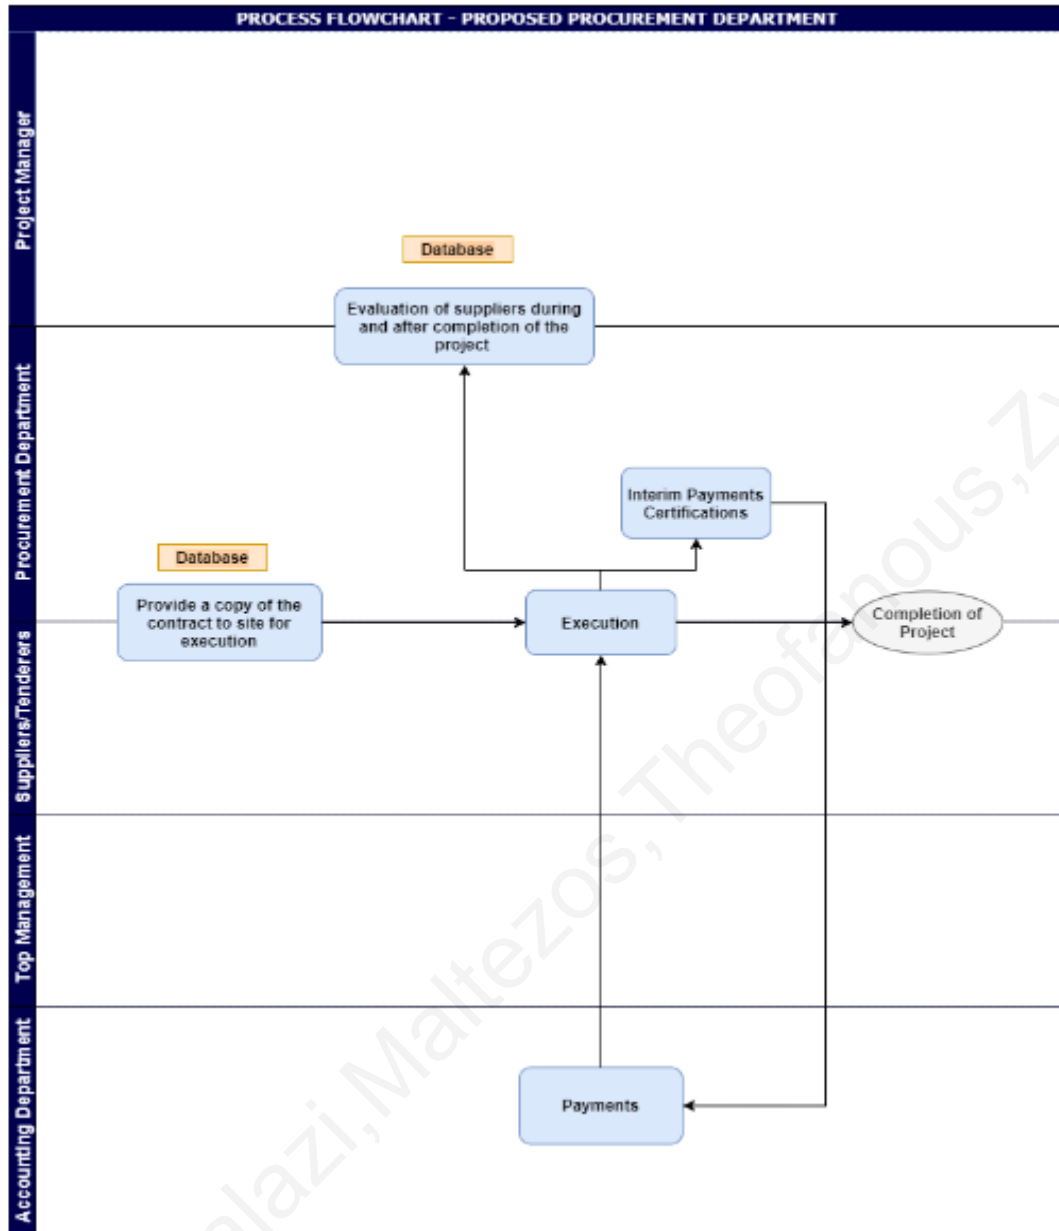 PROCESS FLOWCHART - PROPOSED PROCUREMENT DEPARTMENT
Project Manager
Database
Evaluation of suppliers during
and after completion of the
project
Procurement Department
Interim Payments
Certifications
Database
Provide a copy of the
contract to site for
execution
Execution
Completion of
Project
Suppliers/Tenderers
Top Management
Accounting Department
Payments
Maltezos, Theofanous,